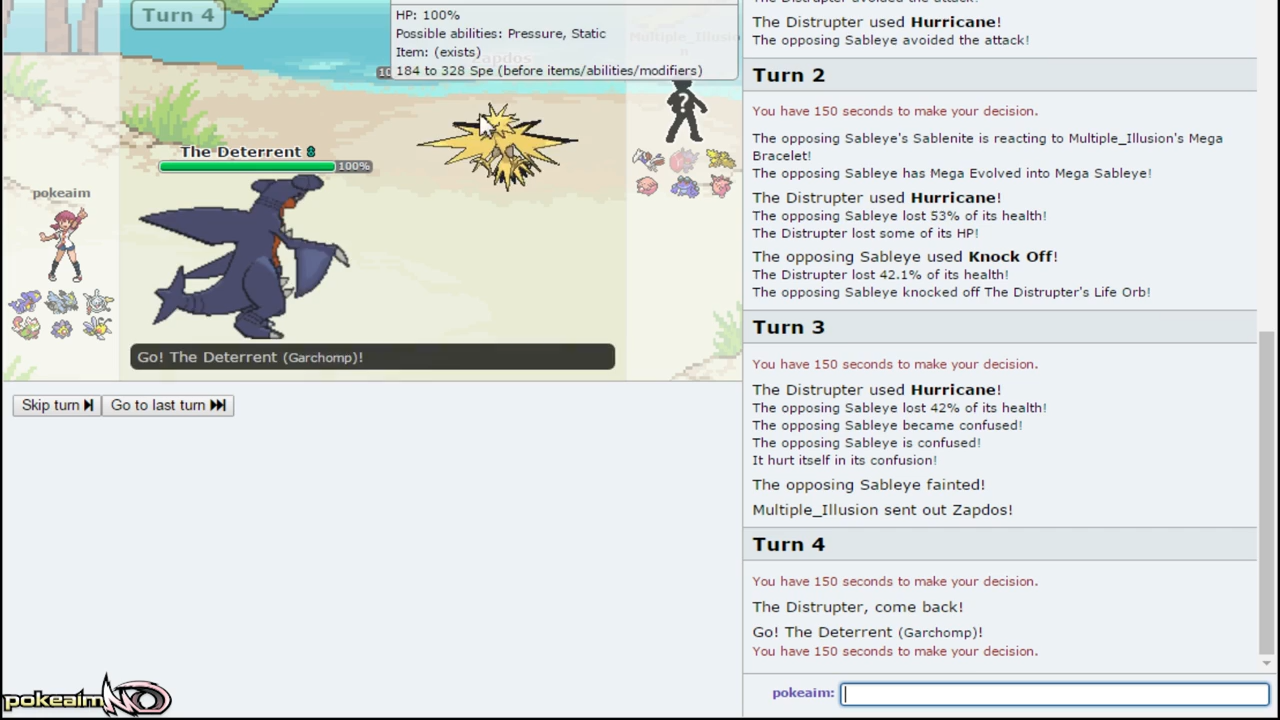 Turn 4
HP: 100%
Possible abilities: Pressure, Static
Item: (exists)
184 to 328 Spe (before items/abilities/modifiers)
The Deterrent
100%
pokeaim
Go! The Deterrent (Garchomp)!
Skip turn
Go to last turn
pokeaim
NO
The Distrupter used Hurricane!
The opposing Sableye avoided the attack!
Turn 2
You have 150 seconds to make your decision.
The opposing Sableye's Sablenite is reacting to Multiple_Illusion's Mega
Bracelet!
The opposing Sableye has Mega Evolved into Mega Sableye!
The Distrupter used Hurricane!
The opposing Sableye lost 53% of its health!
The Distrupter lost some of its HP!
The opposing Sableye used Knock Off!
The Distrupter lost 42.1% of its health!
The opposing Sableye knocked off The Distrupter's Life Orb!
Turn 3
You have 150 seconds to make your decision.
The Distrupter used Hurricane!
The opposing Sableye lost 42% of its health!
The opposing Sableye became confused!
The opposing Sableye is confused!
It hurt itself in its confusion!
The opposing Sableye fainted!
Multiple_Illusion sent out Zapdos!
Turn 4
You have 150 seconds to make your decision.
The Distrupter, come back!
Go! The Deterrent (Garchomp)!
You have 150 seconds to make your decision.
pokeaim: